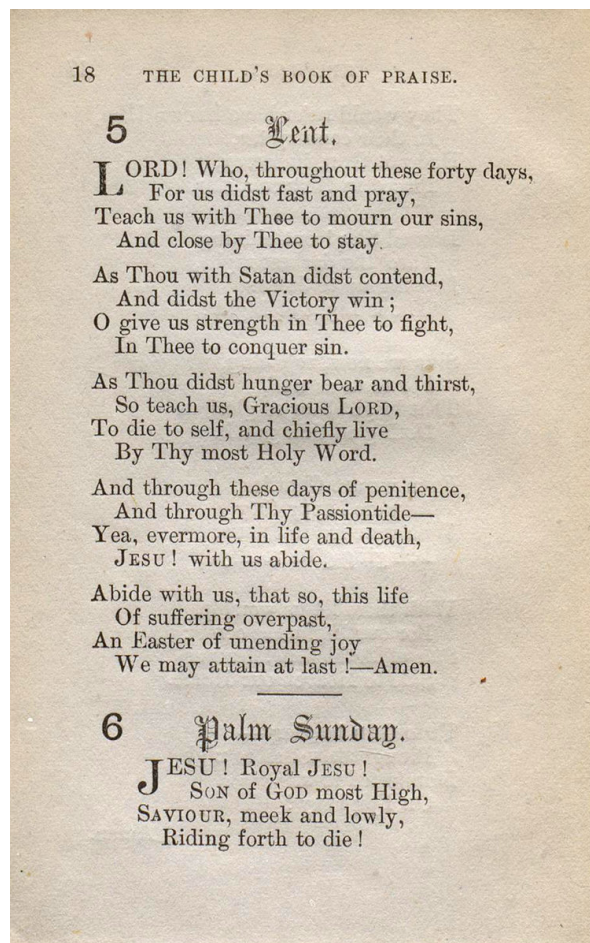 18 THE CHILD'S BOOK OF PRAISE.
5 Lent.
LORD! Who, throughout these forty days,
For us didst fast and pray,
Teach us with Thee to mourn our sins,
And close by Thee to stay.
As Thou with Satan didst contend,
And didst the Victory win;
O give us strength in Thee to fight,
In Thee to conquer sin.
As Thou didst hunger bear and thirst,
So teach us, Gracious LORD,
To die to self, and chiefly live
By Thy most Holy Word.
And through these days of penitence,
And through Thy Passiontide—
Yea, evermore, in life and death,
JESU! with us abide.
Abide with us, that so, this life
Of suffering overpast,
An Easter of unending joy
We may attain at last!—Amen.
6 Palm Sunday.
JESU! Royal JESU!
SON of GOD most High,
SAVIOUR, meek and lowly,
Riding forth to die!